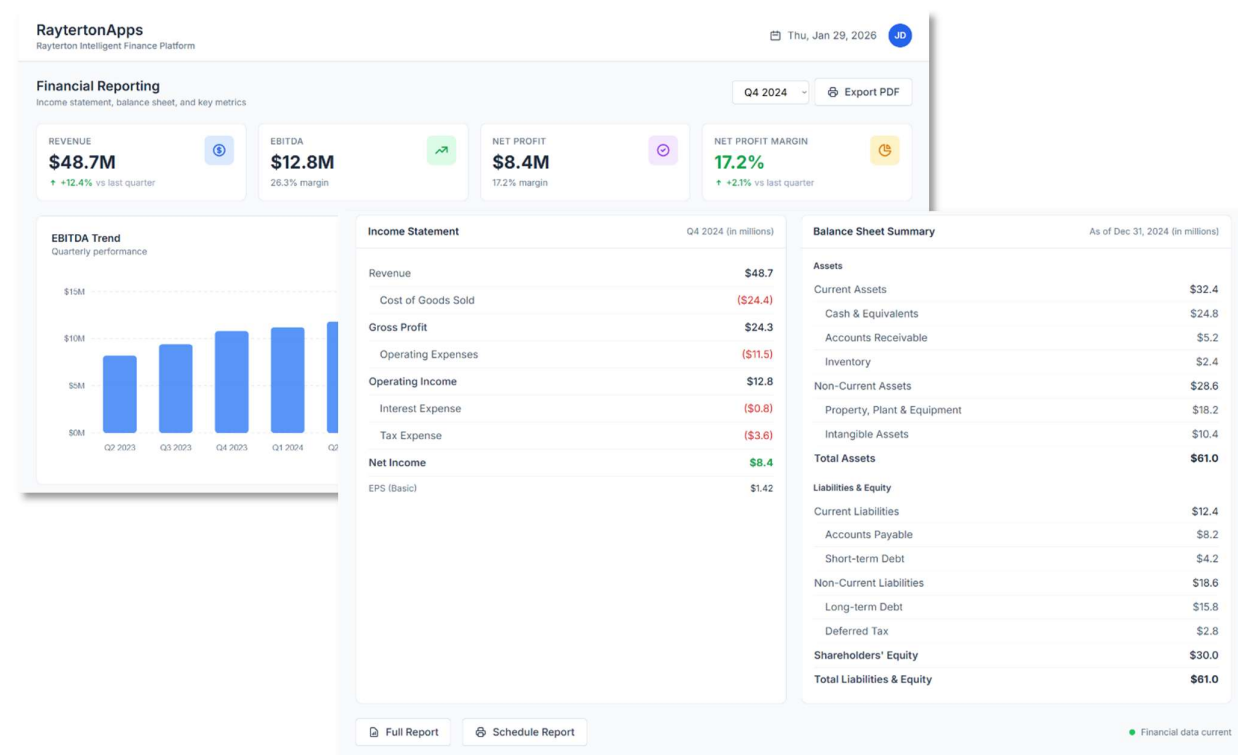 RaytertonApps
Rayterton Intelligent Finance Platform
Thu, Jan 29, 2026
JD
Financial Reporting
Income statement, balance sheet, and key metrics
Q4 2024
Export PDF
REVENUE
$48.7M
↑ +12.4% vs last quarter
EBITDA
$12.8M
26.3% margin
NET PROFIT
$8.4M
17.2% margin
NET PROFIT MARGIN
17.2%
↑ +2.1% vs last quarter
EBITDA Trend
Quarterly performance
$15M
$10M
$5M
$0M
Q2 2023 Q3 2023 Q4 2023 Q1 2024 Q2
Income Statement Q4 2024 (in millions)
Revenue $48.7
Cost of Goods Sold ($24.4)
Gross Profit $24.3
Operating Expenses ($11.5)
Operating Income $12.8
Interest Expense ($0.8)
Tax Expense ($3.6)
Net Income $8.4
EPS (Basic) $1.42
Balance Sheet Summary As of Dec 31, 2024 (in millions)
Assets
Current Assets $32.4
Cash & Equivalents $24.8
Accounts Receivable $5.2
Inventory $2.4
Non-Current Assets $28.6
Property, Plant & Equipment $18.2
Intangible Assets $10.4
Total Assets $61.0
Liabilities & Equity
Current Liabilities $12.4
Accounts Payable $8.2
Short-term Debt $4.2
Non-Current Liabilities $18.6
Long-term Debt $15.8
Deferred Tax $2.8
Shareholders' Equity $30.0
Total Liabilities & Equity $61.0
Full Report
Schedule Report
Financial data current